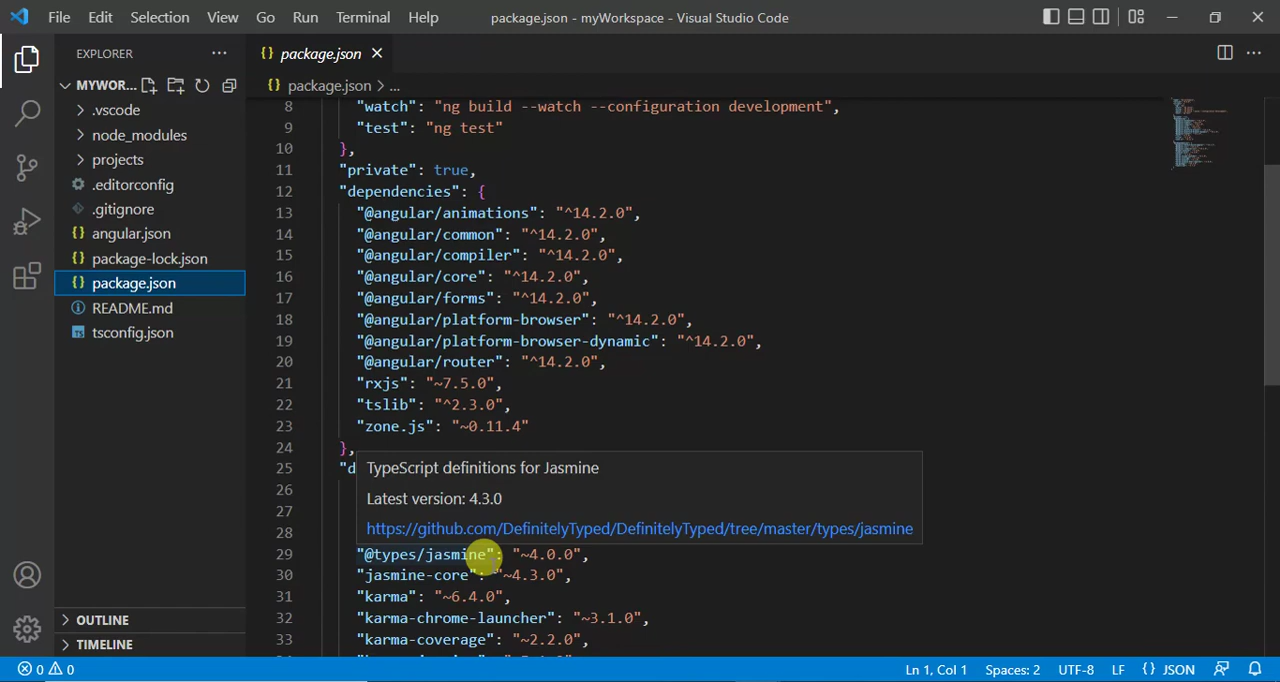 File Edit Selection View Go Run Terminal Help package.json - myWorkspace - Visual Studio Code
EXPLORER
MYWOR...
.vscode
node_modules
projects
.editorconfig
.gitignore
angular.json
package-lock.json
package.json
README.md
tsconfig.json
OUTLINE
TIMELINE
{} package.json
{} package.json > ...
8 "watch": "ng build --watch --configuration development",
9 "test": "ng test"
10 },
11 "private": true,
12 "dependencies": {
13 "@angular/animations": "^14.2.0",
14 "@angular/common": "^14.2.0",
15 "@angular/compiler": "^14.2.0",
16 "@angular/core": "^14.2.0",
17 "@angular/forms": "^14.2.0",
18 "@angular/platform-browser": "^14.2.0",
19 "@angular/platform-browser-dynamic": "^14.2.0",
20 "@angular/router": "^14.2.0",
21 "rxjs": "~7.5.0",
22 "tslib": "^2.3.0",
23 "zone.js": "~0.11.4"
24 },
25 "d
TypeScript definitions for Jasmine
26
Latest version: 4.3.0
27
28
https://github.com/DefinitelyTyped/DefinitelyTyped/tree/master/types/jasmine
29 "@types/jasmine": "~4.0.0",
30 "jasmine-core": "~4.3.0",
31 "karma": "~6.4.0",
32 "karma-chrome-launcher": "~3.1.0",
33 "karma-coverage": "~2.2.0",
0 0 Ln 1, Col 1 Spaces: 2 UTF-8 LF {} JSON